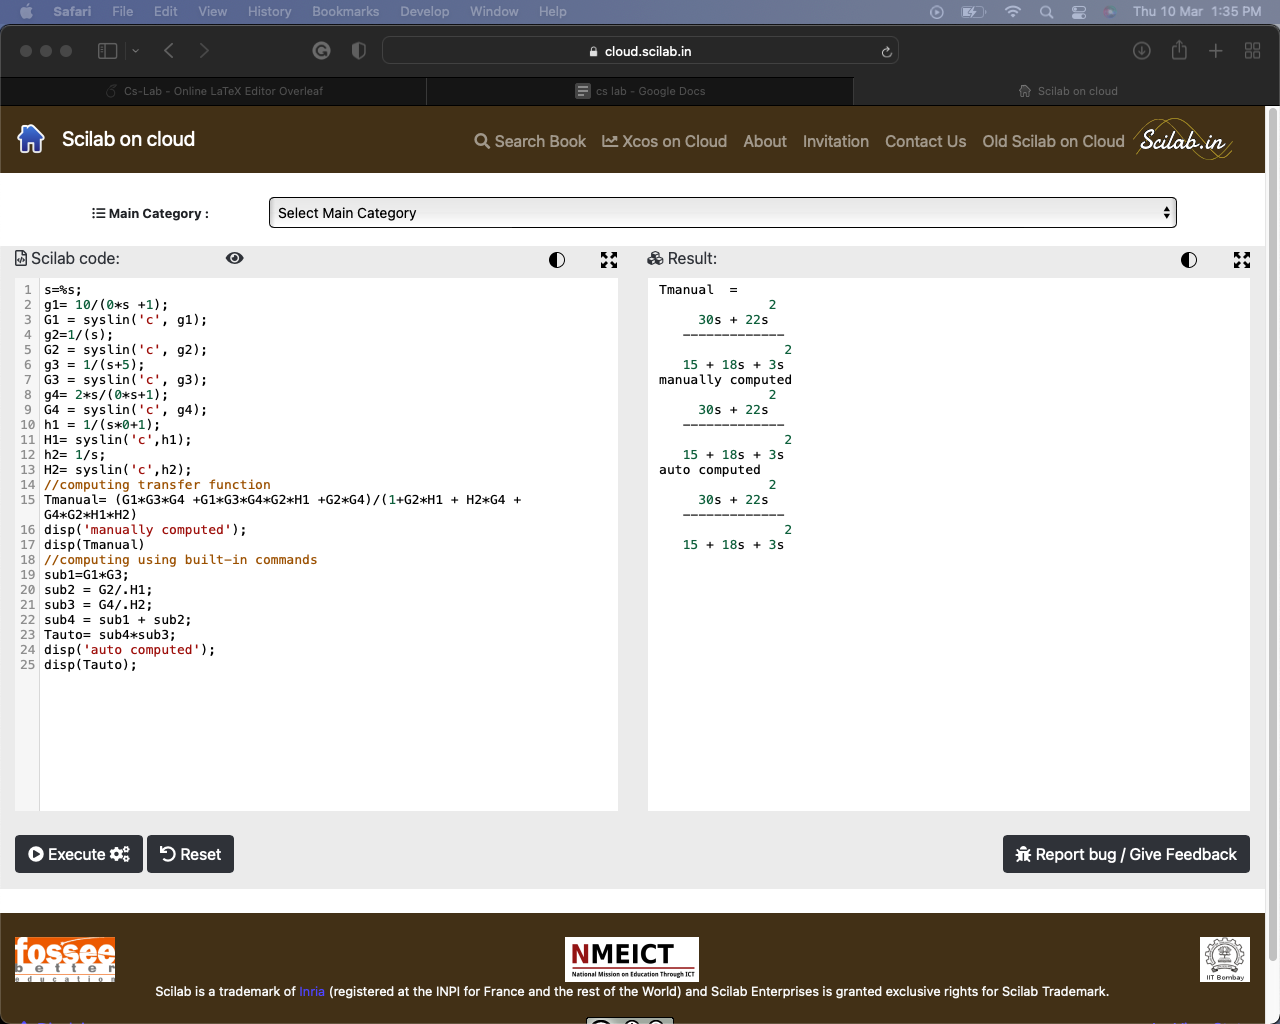 Safari File Edit View History Bookmarks Develop Window Help Thu 10 Mar 1:35 PM
cloud.scilab.in
Cs-Lab - Online LaTeX Editor Overleaf
cs lab - Google Docs
Scilab on cloud
Scilab on cloud
Search Book Xcos on Cloud About Invitation Contact Us Old Scilab on Cloud Scilab.in
Main Category :
Select Main Category
Scilab code:
1 s=%s;
2 g1= 10/(0*s +1);
3 G1 = syslin('c', g1);
4 g2=1/(s);
5 G2 = syslin('c', g2);
6 g3 = 1/(s+5);
7 G3 = syslin('c', g3);
8 g4= 2*s/(0*s+1);
9 G4 = syslin('c', g4);
10 h1 = 1/(s*0+1);
11 H1= syslin('c',h1);
12 h2= 1/s;
13 H2= syslin('c',h2);
14 //computing transfer function
15 Tmanual= (G1*G3*G4 +G1*G3*G4*G2*H1 +G2*G4)/(1+G2*H1 + H2*G4 +
G4*G2*H1*H2)
16 disp('manually computed');
17 disp(Tmanual)
18 //computing using built-in commands
19 sub1=G1*G3;
20 sub2 = G2/.H1;
21 sub3 = G4/.H2;
22 sub4 = sub1 + sub2;
23 Tauto= sub4*sub3;
24 disp('auto computed');
25 disp(Tauto);
Result:
Tmanual  =
              2
     30s + 22s
   -------------
                2
   15 + 18s + 3s
manually computed
              2
     30s + 22s
   -------------
                2
   15 + 18s + 3s
auto computed
              2
     30s + 22s
   -------------
                2
   15 + 18s + 3s
Execute
Reset
Report bug / Give Feedback
fossee
better
education
NMEICT
National Mission on Education Through ICT
IIT Bombay
Scilab is a trademark of Inria (registered at the INPI for France and the rest of the World) and Scilab Enterprises is granted exclusive rights for Scilab Trademark.